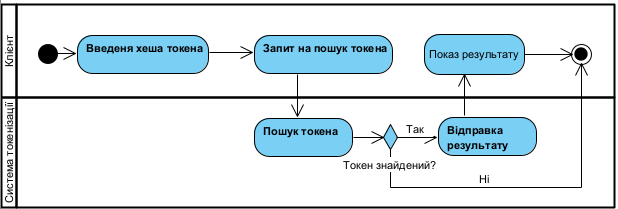 Клієнт
Введеня хеша токена
Запит на пошук токена
Показ результату
Система токенізації
Пошук токена
Так
Відправка
результату
Токен знайдений?
Ні